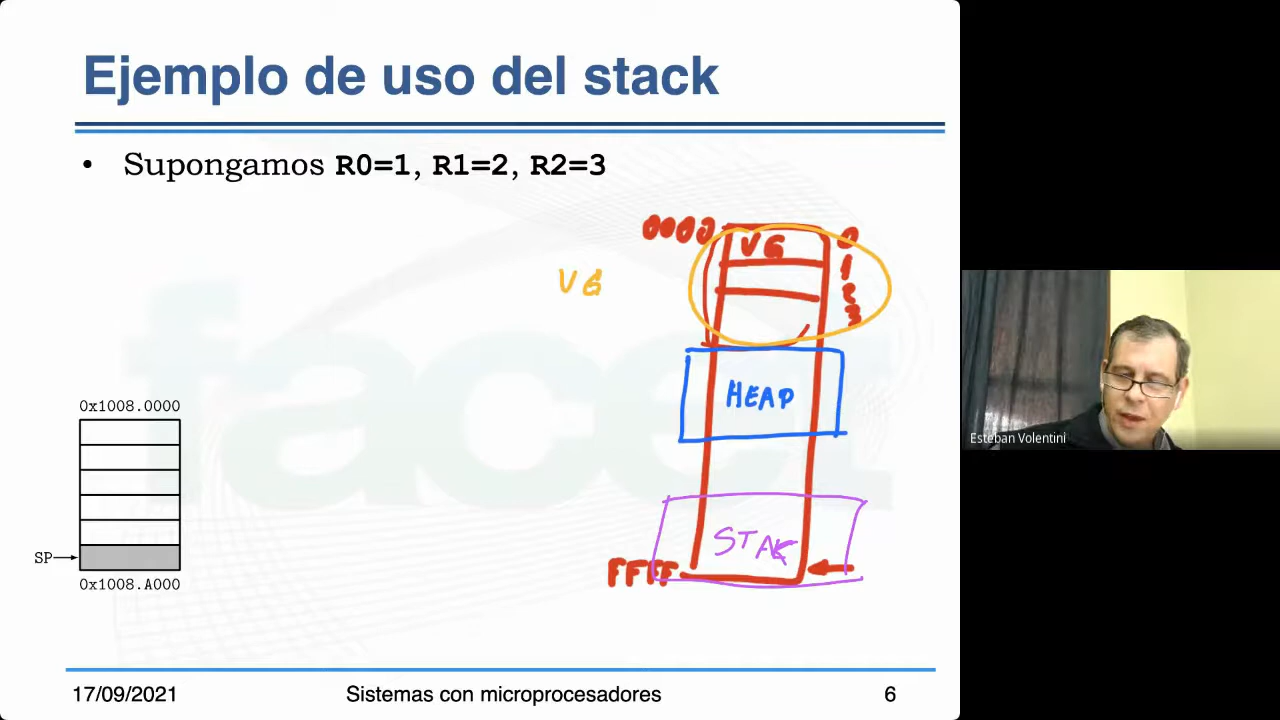 Ejemplo de uso del stack
• Supongamos R0=1, R1=2, R2=3
0000
VG
0
1
2
3
VG
HEAP
0x1008.0000
SP
0x1008.A000
STAK
FFFF
facet
Esteban Volentini
17/09/2021 Sistemas con microprocesadores 6